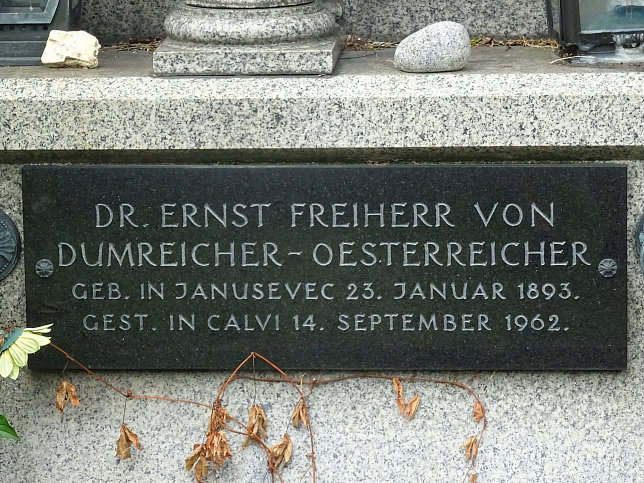 DR. ERNST FREIHERR VON
DUMREICHER-OESTERREICHER
GEB. IN JANUSEVEC 23. JANUAR 1893.
GEST. IN CALVI 14. SEPTEMBER 1962.